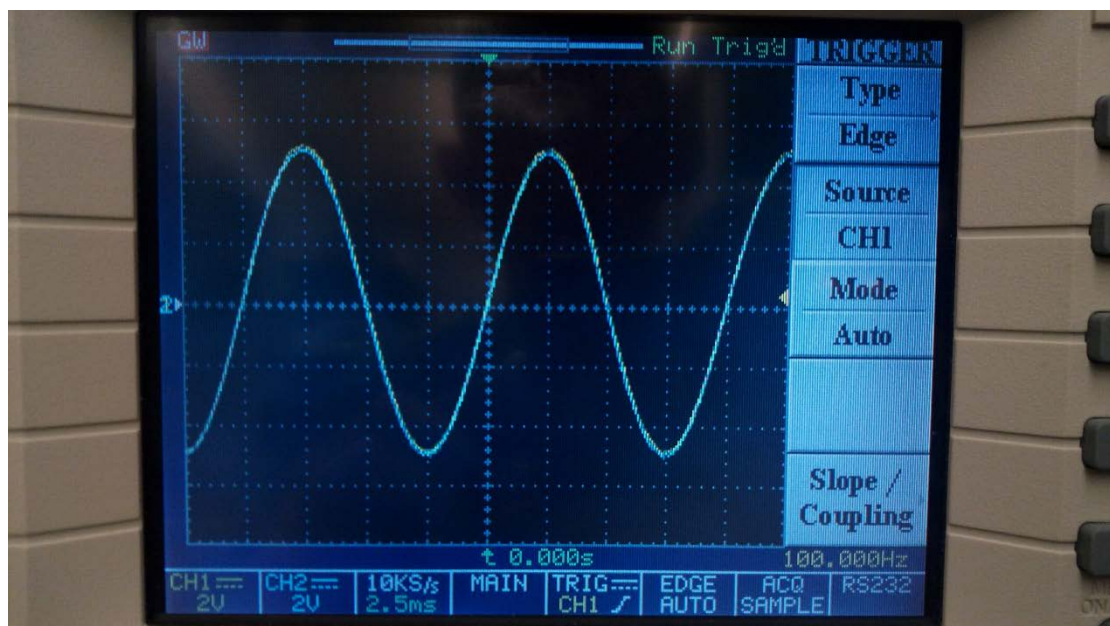 GW Run Trig'd TRIGGER
Type
Edge
Source
CH1
Mode
Auto
2
Slope /
Coupling
t 0.000s 100.000Hz
CH1 CH2 10KS/s MAIN TRIG EDGE ACQ RS232
2V 2V 2.5ms CH1 AUTO SAMPLE